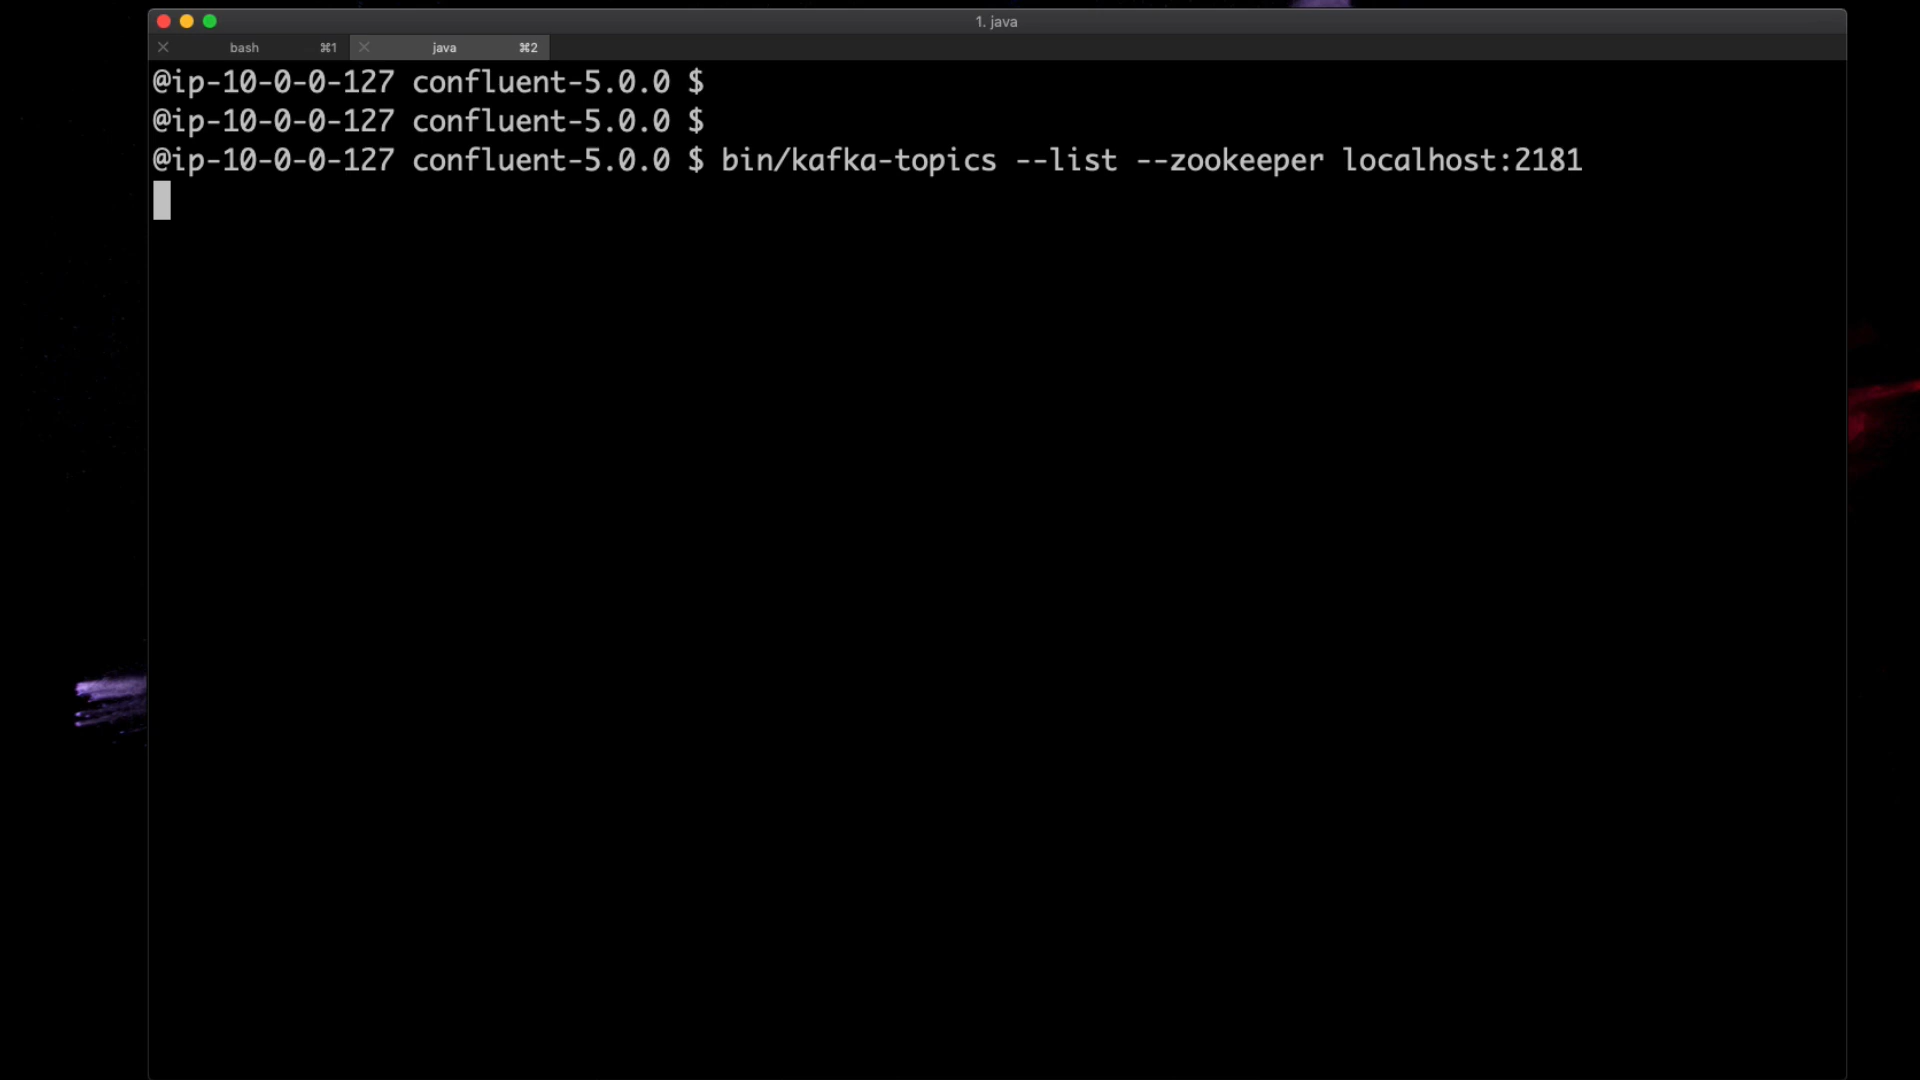 1. java
bash ⌘1 java ⌘2
@ip-10-0-0-127 confluent-5.0.0 $
@ip-10-0-0-127 confluent-5.0.0 $
@ip-10-0-0-127 confluent-5.0.0 $ bin/kafka-topics --list --zookeeper localhost:2181